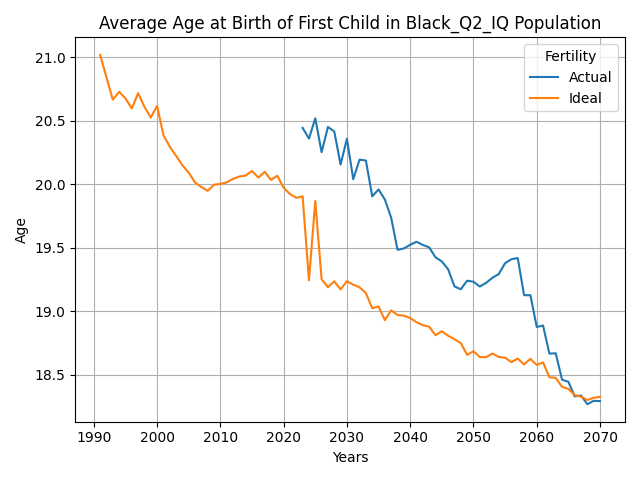 Average Age at Birth of First Child in Black_Q2_IQ Population
Fertility
Actual
Ideal
Age
21.0
20.5
20.0
19.5
19.0
18.5
1990
2000
2010
2020
2030
2040
2050
2060
2070
Years